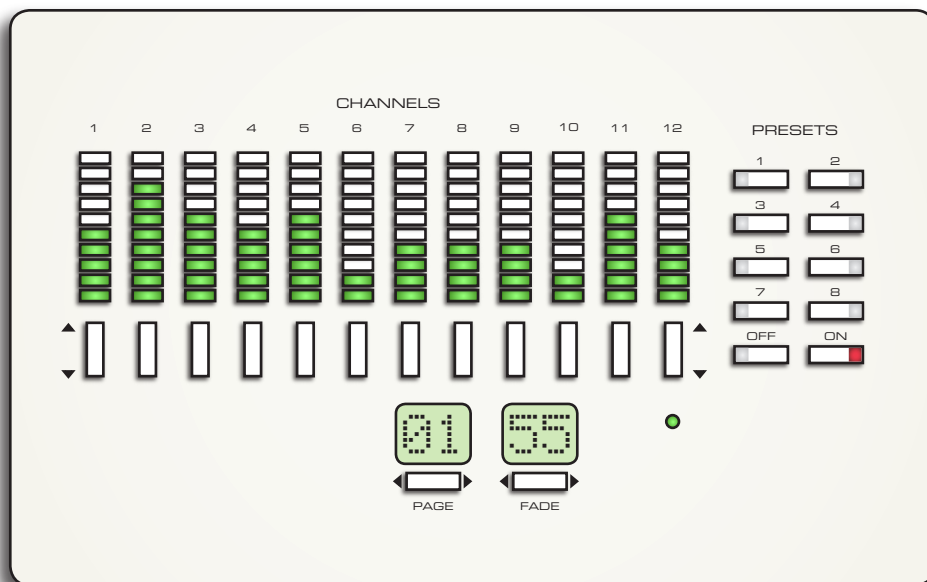 CHANNELS
1 2 3 4 5 6 7 8 9 10 11 12
PRESETS
1 2
3 4
5 6
7 8
OFF ON
01 55
PAGE FADE